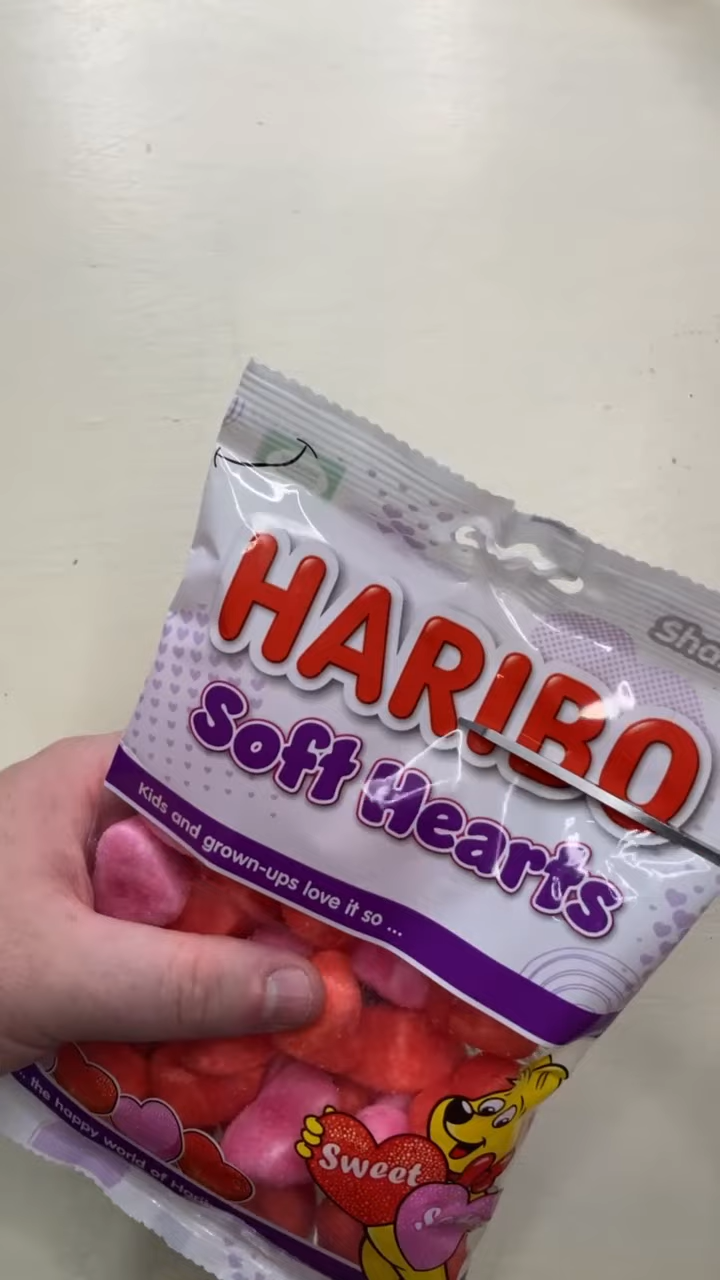 HARIBO
Soft Hearts
Kids and grown-ups love it so ...
Sweet
... the happy world of